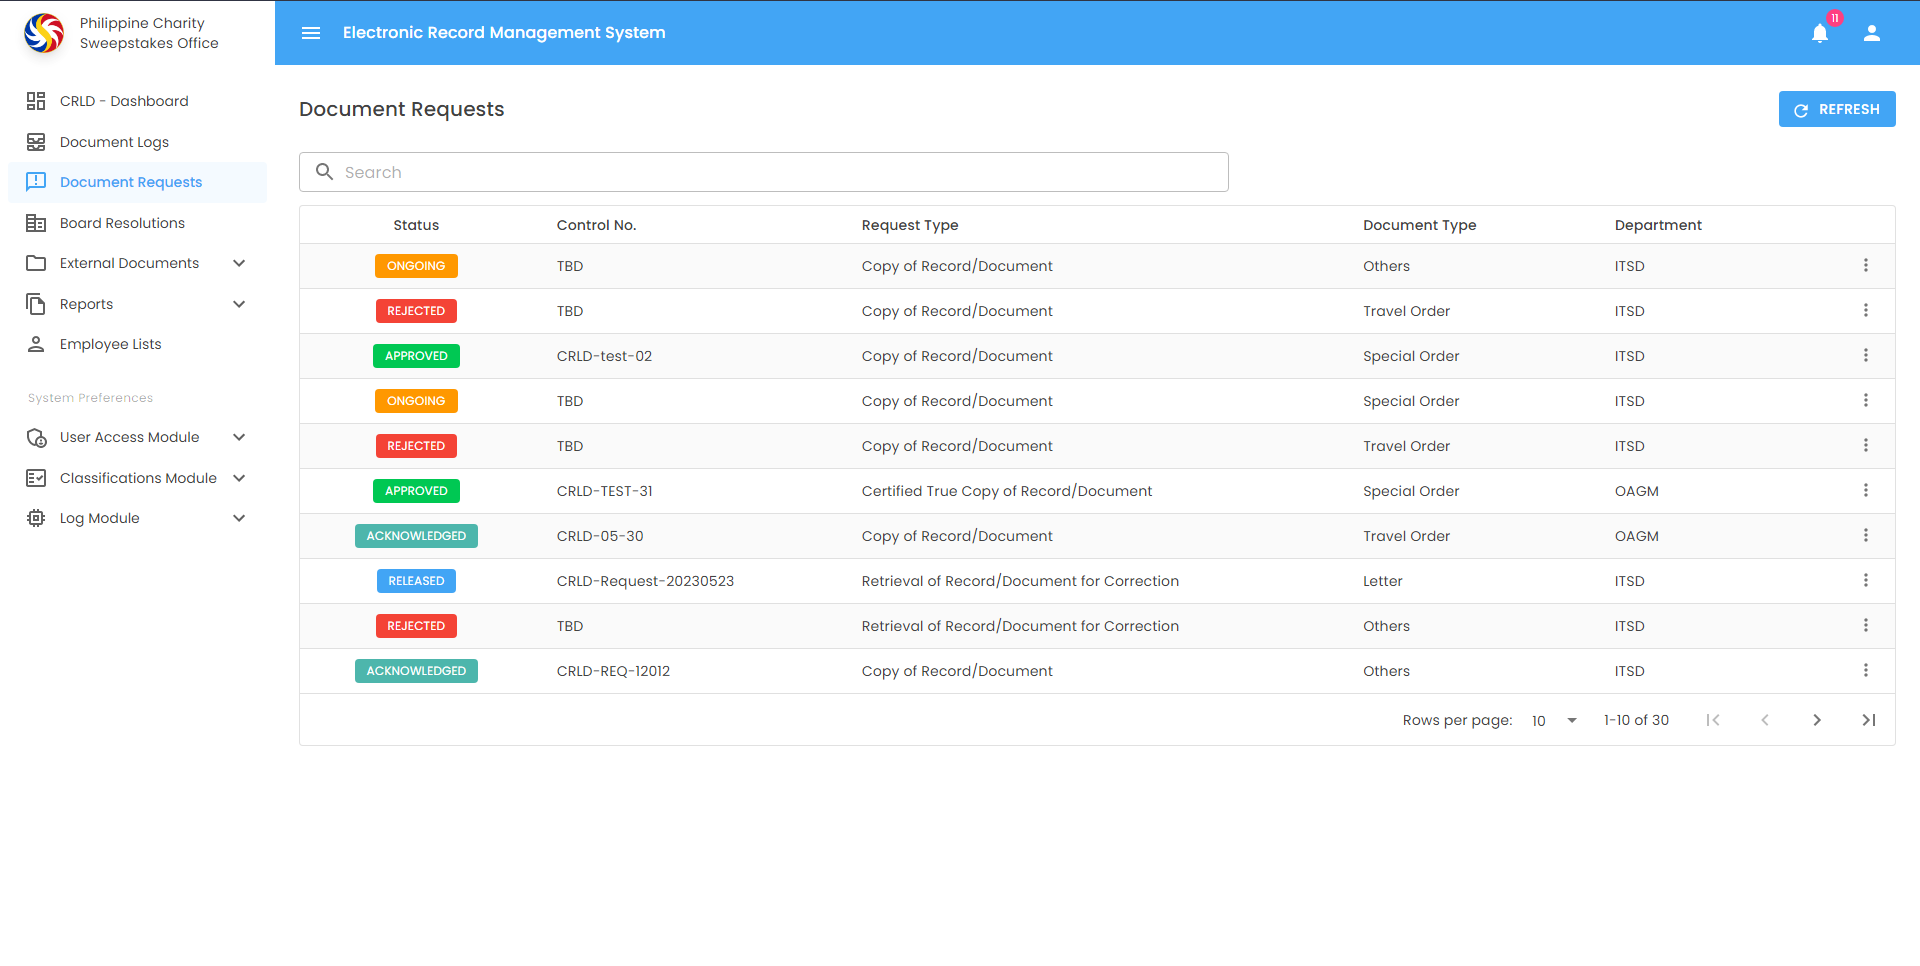 Philippine Charity
Sweepstakes Office
Electronic Record Management System
11
CRLD - Dashboard
Document Logs
Document Requests
Board Resolutions
External Documents
Reports
Employee Lists
System Preferences
User Access Module
Classifications Module
Log Module
Document Requests
REFRESH
Search
Status Control No. Request Type Document Type Department
ONGOING TBD Copy of Record/Document Others ITSD
REJECTED TBD Copy of Record/Document Travel Order ITSD
APPROVED CRLD-test-02 Copy of Record/Document Special Order ITSD
ONGOING TBD Copy of Record/Document Special Order ITSD
REJECTED TBD Copy of Record/Document Travel Order ITSD
APPROVED CRLD-TEST-31 Certified True Copy of Record/Document Special Order OAGM
ACKNOWLEDGED CRLD-05-30 Copy of Record/Document Travel Order OAGM
RELEASED CRLD-Request-20230523 Retrieval of Record/Document for Correction Letter ITSD
REJECTED TBD Retrieval of Record/Document for Correction Others ITSD
ACKNOWLEDGED CRLD-REQ-12012 Copy of Record/Document Others ITSD
Rows per page: 10 1-10 of 30